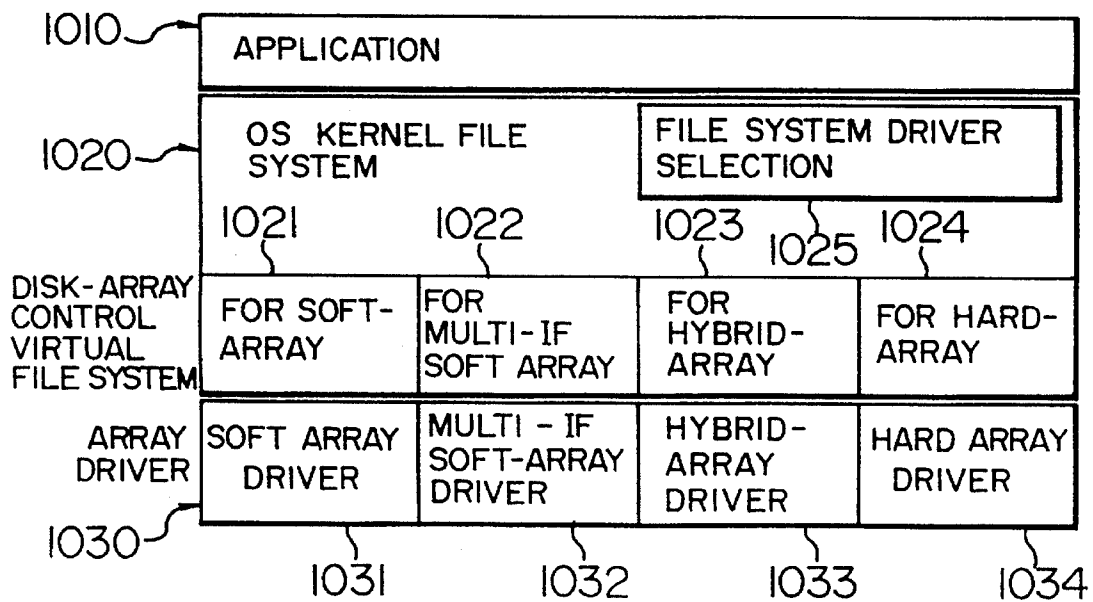 1010
APPLICATION
1020
OS KERNEL FILE
SYSTEM
FILE SYSTEM DRIVER
SELECTION
1021
1022
1023
1025
1024
DISK-ARRAY
CONTROL
VIRTUAL
FILE SYSTEM
FOR SOFT-
ARRAY
FOR
MULTI-IF
SOFT ARRAY
FOR
HYBRID-
ARRAY
FOR HARD-
ARRAY
ARRAY
DRIVER
1030
SOFT ARRAY
DRIVER
MULTI-IF
SOFT-ARRAY
DRIVER
HYBRID-
ARRAY
DRIVER
HARD ARRAY
DRIVER
1031
1032
1033
1034